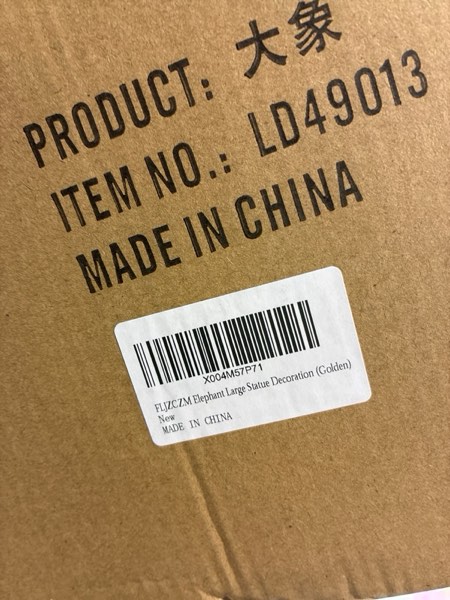 PRODUCT: 大象
ITEM NO.: LD49013
MADE IN CHINA
X004M57P71
FLJZCZM Elephant Large Statue Decoration (Golden)
New
MADE IN CHINA